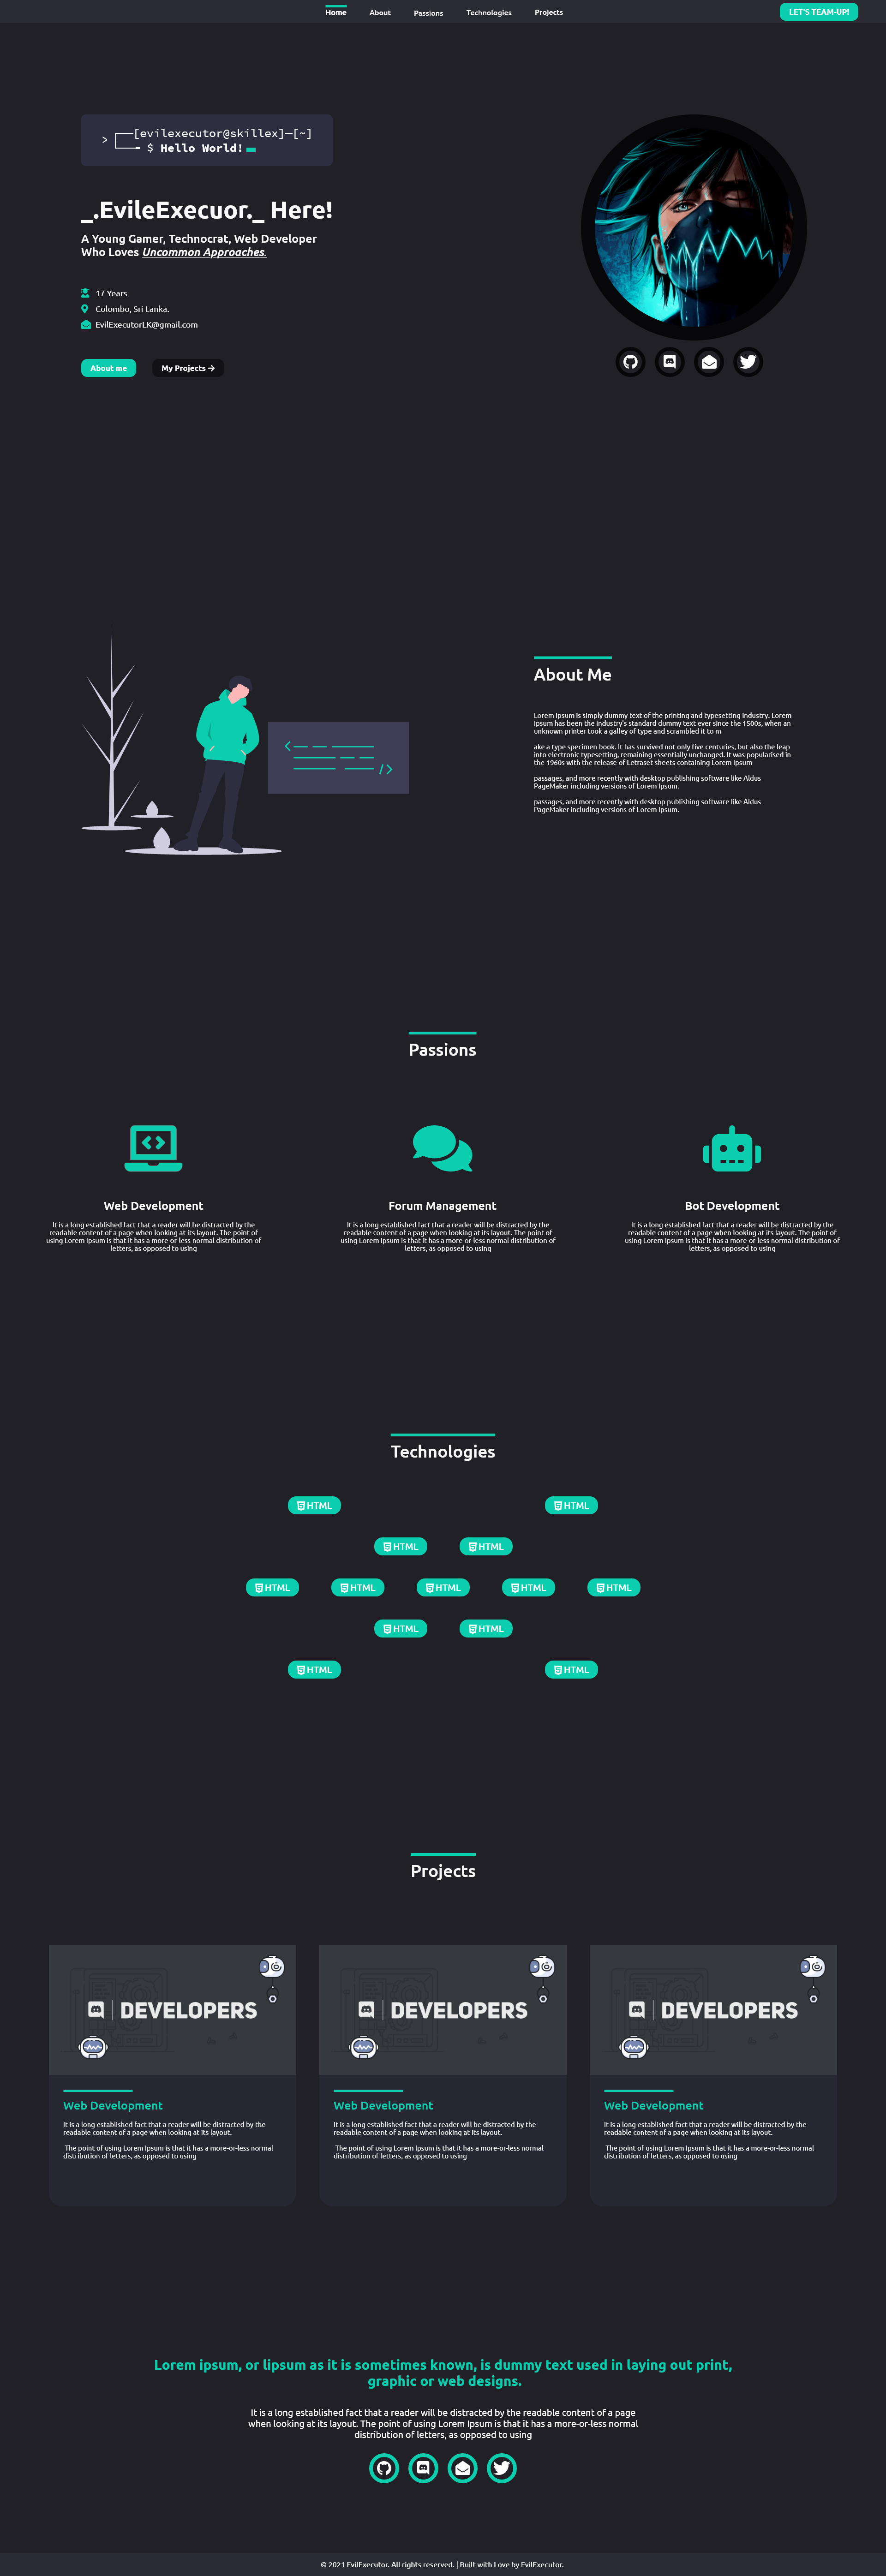 Home About Passions Technologies Projects LET'S TEAM-UP!
> ┌──[evilexecutor@skillex]─[~]
└──╼ $ Hello World!
_.EvileExecuor._ Here!
A Young Gamer, Technocrat, Web Developer
Who Loves Uncommon Approaches.
17 Years
Colombo, Sri Lanka.
EvilExecutorLK@gmail.com
About me My Projects →
About Me
Lorem Ipsum is simply dummy text of the printing and typesetting industry. Lorem
Ipsum has been the industry's standard dummy text ever since the 1500s, when an
unknown printer took a galley of type and scrambled it to m
ake a type specimen book. It has survived not only five centuries, but also the leap
into electronic typesetting, remaining essentially unchanged. It was popularised in
the 1960s with the release of Letraset sheets containing Lorem Ipsum
passages, and more recently with desktop publishing software like Aldus
PageMaker including versions of Lorem Ipsum.
passages, and more recently with desktop publishing software like Aldus
PageMaker including versions of Lorem Ipsum.
Passions
Web Development
It is a long established fact that a reader will be distracted by the
readable content of a page when looking at its layout. The point of
using Lorem Ipsum is that it has a more-or-less normal distribution of
letters, as opposed to using
Forum Management
It is a long established fact that a reader will be distracted by the
readable content of a page when looking at its layout. The point of
using Lorem Ipsum is that it has a more-or-less normal distribution of
letters, as opposed to using
Bot Development
It is a long established fact that a reader will be distracted by the
readable content of a page when looking at its layout. The point of
using Lorem Ipsum is that it has a more-or-less normal distribution of
letters, as opposed to using
Technologies
HTML HTML
HTML HTML
HTML HTML HTML HTML HTML
HTML HTML
HTML HTML
Projects
DEVELOPERS
Web Development
It is a long established fact that a reader will be distracted by the
readable content of a page when looking at its layout.
The point of using Lorem Ipsum is that it has a more-or-less normal
distribution of letters, as opposed to using
DEVELOPERS
Web Development
It is a long established fact that a reader will be distracted by the
readable content of a page when looking at its layout.
The point of using Lorem Ipsum is that it has a more-or-less normal
distribution of letters, as opposed to using
DEVELOPERS
Web Development
It is a long established fact that a reader will be distracted by the
readable content of a page when looking at its layout.
The point of using Lorem Ipsum is that it has a more-or-less normal
distribution of letters, as opposed to using
Lorem ipsum, or lipsum as it is sometimes known, is dummy text used in laying out print,
graphic or web designs.
It is a long established fact that a reader will be distracted by the readable content of a page
when looking at its layout. The point of using Lorem Ipsum is that it has a more-or-less normal
distribution of letters, as opposed to using
© 2021 EvilExecutor. All rights reserved. | Built with Love by EvilExecutor.